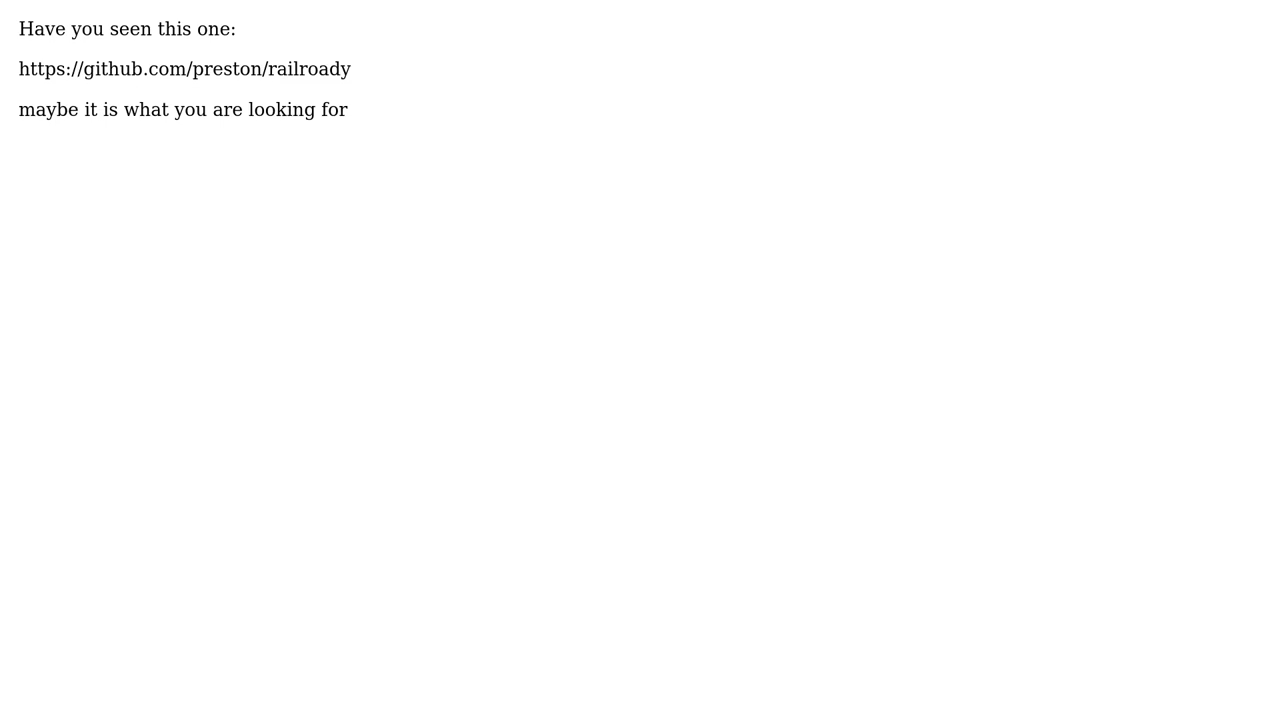 Have you seen this one:
https://github.com/preston/railroady
maybe it is what you are looking for